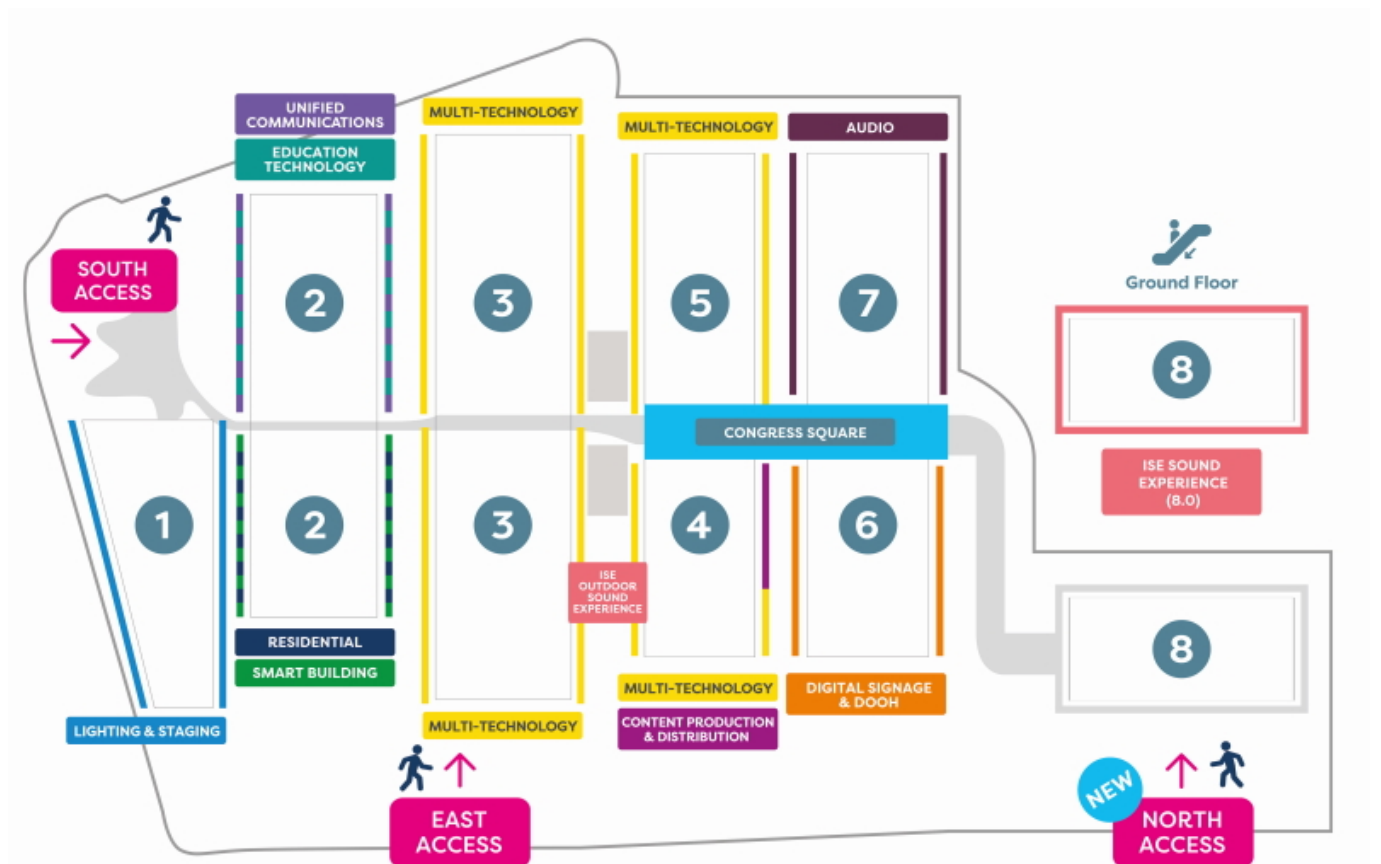 UNIFIED
COMMUNICATIONS
EDUCATION
TECHNOLOGY
MULTI-TECHNOLOGY
MULTI-TECHNOLOGY
AUDIO
SOUTH
ACCESS
2
3
5
7
Ground Floor
8
CONGRESS SQUARE
ISE SOUND
EXPERIENCE
(8.0)
1
2
3
4
6
ISE
OUTDOOR
SOUND
EXPERIENCE
8
RESIDENTIAL
SMART BUILDING
LIGHTING & STAGING
MULTI-TECHNOLOGY
MULTI-TECHNOLOGY
CONTENT PRODUCTION
& DISTRIBUTION
DIGITAL SIGNAGE
& DOOH
EAST
ACCESS
NEW
NORTH
ACCESS